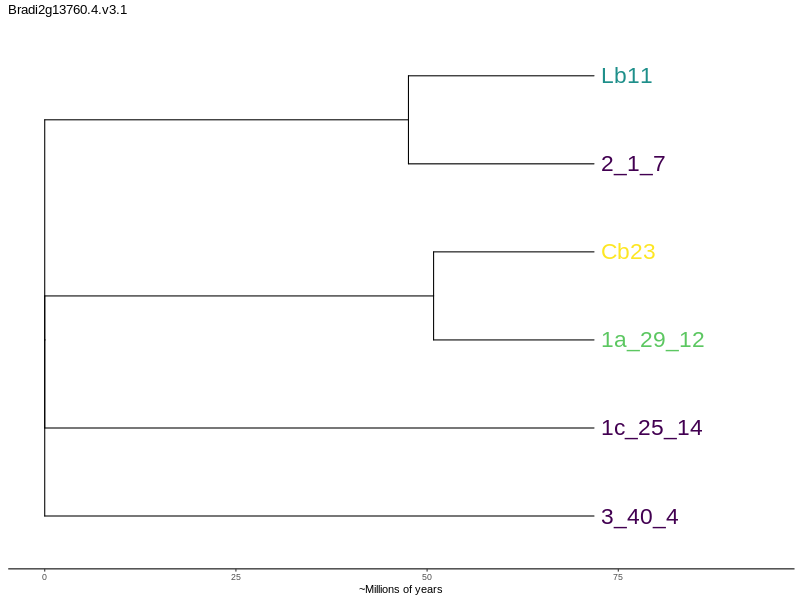 Bradi2g13760.4.v3.1
Lb11
2_1_7
Cb23
1a_29_12
1c_25_14
3_40_4
0 25 50 75
~Millions of years